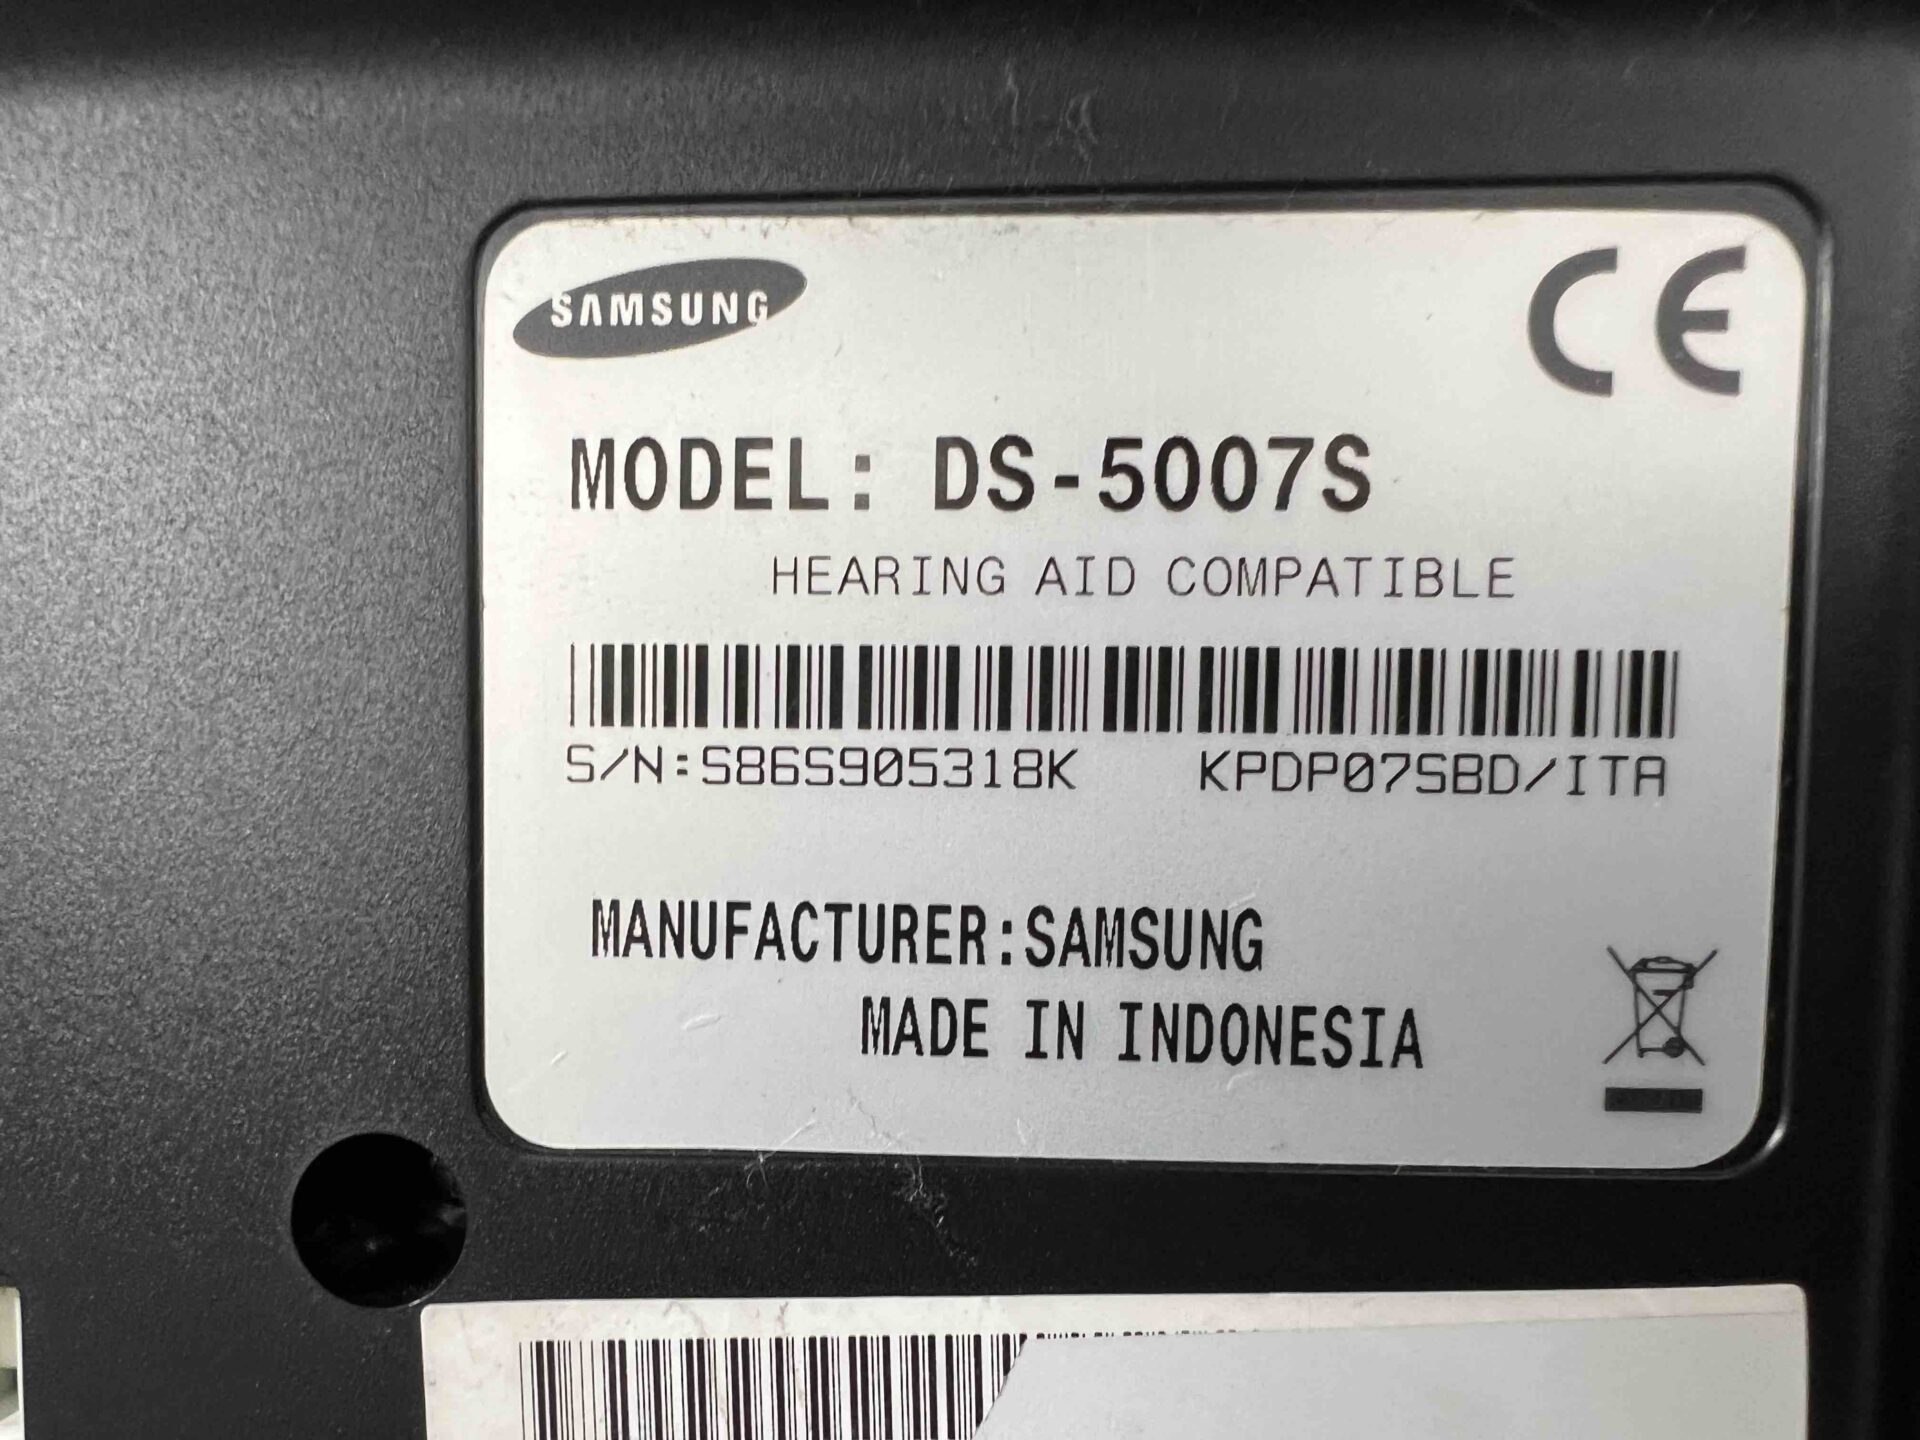 SAMSUNG
CE
MODEL: DS-5007S
HEARING AID COMPATIBLE
S/N:S86S905318K KPDP07SBD/ITA
MANUFACTURER:SAMSUNG
MADE IN INDONESIA